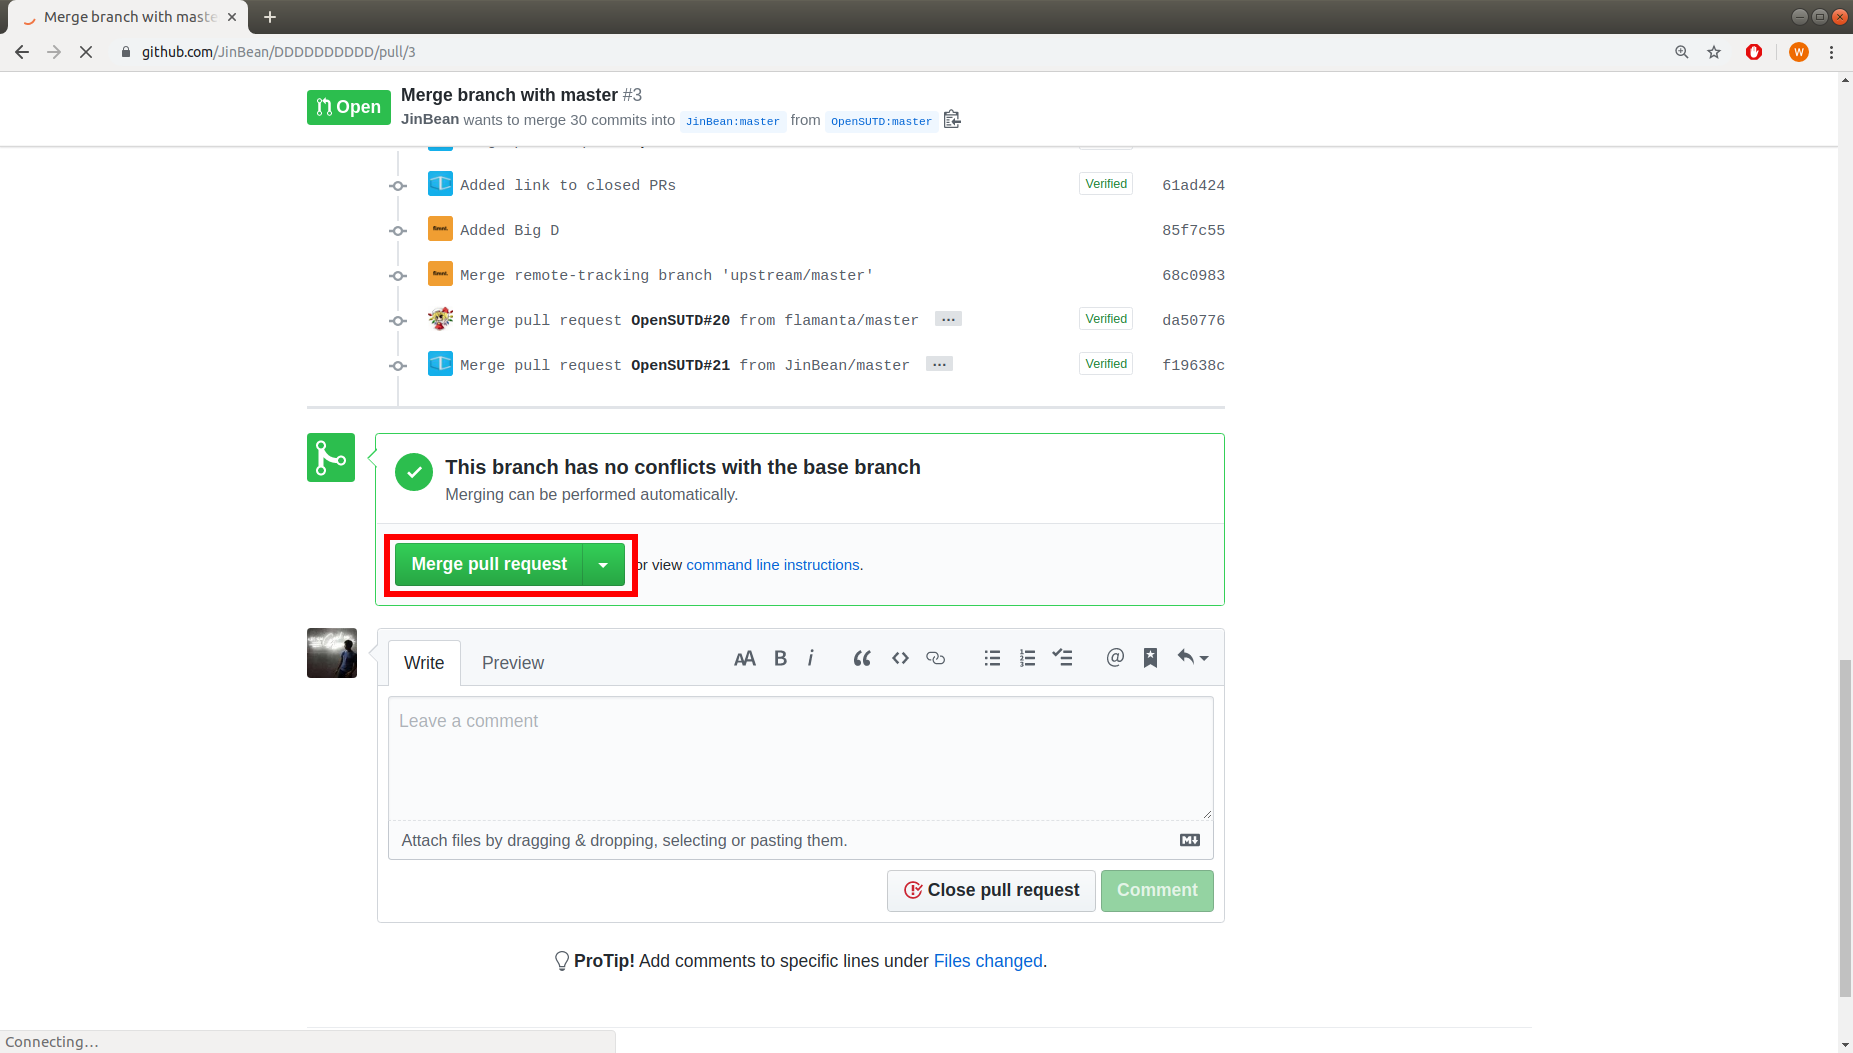 Merge branch with maste
github.com/JinBean/DDDDDDDDDD/pull/3
W
Open
Merge branch with master #3
JinBean wants to merge 30 commits into JinBean:master from OpenSUTD:master
Added link to closed PRs Verified 61ad424
Added Big D 85f7c55
Merge remote-tracking branch 'upstream/master' 68c0983
Merge pull request OpenSUTD#20 from flamanta/master ... Verified da50776
Merge pull request OpenSUTD#21 from JinBean/master ... Verified f19638c
This branch has no conflicts with the base branch
Merging can be performed automatically.
Merge pull request or view command line instructions.
Write Preview AA B i @
Leave a comment
Attach files by dragging & dropping, selecting or pasting them.
Close pull request Comment
ProTip! Add comments to specific lines under Files changed.
Connecting...